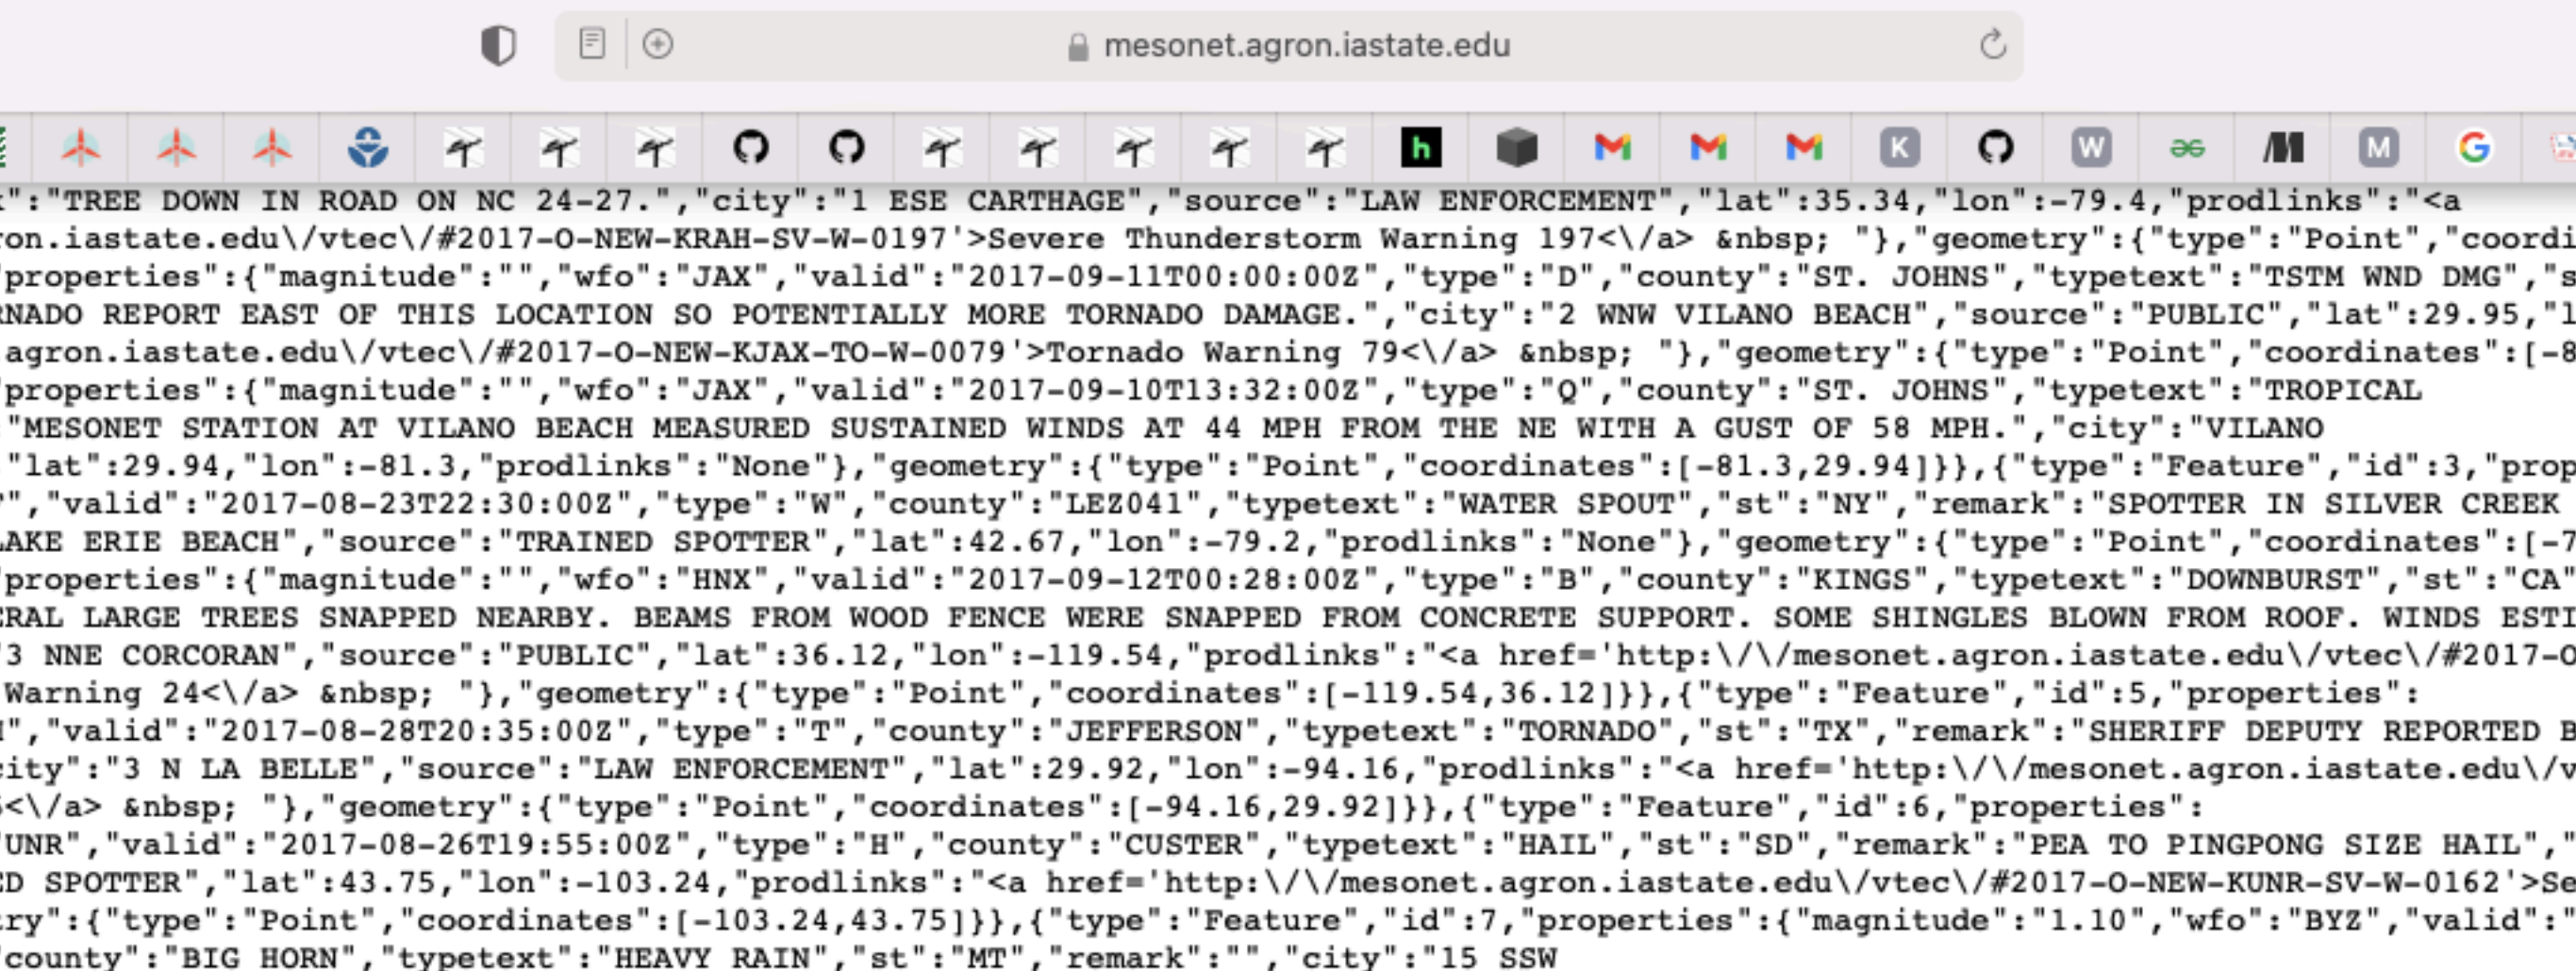 mesonet.agron.iastate.edu
h K W M G
":"TREE DOWN IN ROAD ON NC 24-27.","city":"1 ESE CARTHAGE","source":"LAW ENFORCEMENT","lat":35.34,"lon":-79.4,"prodlinks":"<a
ron.iastate.edu\/vtec\/#2017-O-NEW-KRAH-SV-W-0197'>Severe Thunderstorm Warning 197<\/a> &nbsp; "},"geometry":{"type":"Point","coordi
"properties":{"magnitude":"","wfo":"JAX","valid":"2017-09-11T00:00:00Z","type":"D","county":"ST. JOHNS","typetext":"TSTM WND DMG","s
RNADO REPORT EAST OF THIS LOCATION SO POTENTIALLY MORE TORNADO DAMAGE.","city":"2 WNW VILANO BEACH","source":"PUBLIC","lat":29.95,"l
agron.iastate.edu\/vtec\/#2017-O-NEW-KJAX-TO-W-0079'>Tornado Warning 79<\/a> &nbsp; "},"geometry":{"type":"Point","coordinates":[-8
"properties":{"magnitude":"","wfo":"JAX","valid":"2017-09-10T13:32:00Z","type":"Q","county":"ST. JOHNS","typetext":"TROPICAL
"MESONET STATION AT VILANO BEACH MEASURED SUSTAINED WINDS AT 44 MPH FROM THE NE WITH A GUST OF 58 MPH.","city":"VILANO
"lat":29.94,"lon":-81.3,"prodlinks":"None"},"geometry":{"type":"Point","coordinates":[-81.3,29.94]}},{"type":"Feature","id":3,"prop
","valid":"2017-08-23T22:30:00Z","type":"W","county":"LEZ041","typetext":"WATER SPOUT","st":"NY","remark":"SPOTTER IN SILVER CREEK
LAKE ERIE BEACH","source":"TRAINED SPOTTER","lat":42.67,"lon":-79.2,"prodlinks":"None"},"geometry":{"type":"Point","coordinates":[-7
"properties":{"magnitude":"","wfo":"HNX","valid":"2017-09-12T00:28:00Z","type":"B","county":"KINGS","typetext":"DOWNBURST","st":"CA"
ERAL LARGE TREES SNAPPED NEARBY. BEAMS FROM WOOD FENCE WERE SNAPPED FROM CONCRETE SUPPORT. SOME SHINGLES BLOWN FROM ROOF. WINDS ESTI
"3 NNE CORCORAN","source":"PUBLIC","lat":36.12,"lon":-119.54,"prodlinks":"<a href='http:\/\/mesonet.agron.iastate.edu\/vtec\/#2017-O
Warning 24<\/a> &nbsp; "},"geometry":{"type":"Point","coordinates":[-119.54,36.12]}},{"type":"Feature","id":5,"properties":
","valid":"2017-08-28T20:35:00Z","type":"T","county":"JEFFERSON","typetext":"TORNADO","st":"TX","remark":"SHERIFF DEPUTY REPORTED B
city":"3 N LA BELLE","source":"LAW ENFORCEMENT","lat":29.92,"lon":-94.16,"prodlinks":"<a href='http:\/\/mesonet.agron.iastate.edu\/v
<\/a> &nbsp; "},"geometry":{"type":"Point","coordinates":[-94.16,29.92]}},{"type":"Feature","id":6,"properties":
"UNR","valid":"2017-08-26T19:55:00Z","type":"H","county":"CUSTER","typetext":"HAIL","st":"SD","remark":"PEA TO PINGPONG SIZE HAIL","
ED SPOTTER","lat":43.75,"lon":-103.24,"prodlinks":"<a href='http:\/\/mesonet.agron.iastate.edu\/vtec\/#2017-O-NEW-KUNR-SV-W-0162'>Se
ry":{"type":"Point","coordinates":[-103.24,43.75]}},{"type":"Feature","id":7,"properties":{"magnitude":"1.10","wfo":"BYZ","valid":"
"county":"BIG HORN","typetext":"HEAVY RAIN","st":"MT","remark":"","city":"15 SSW